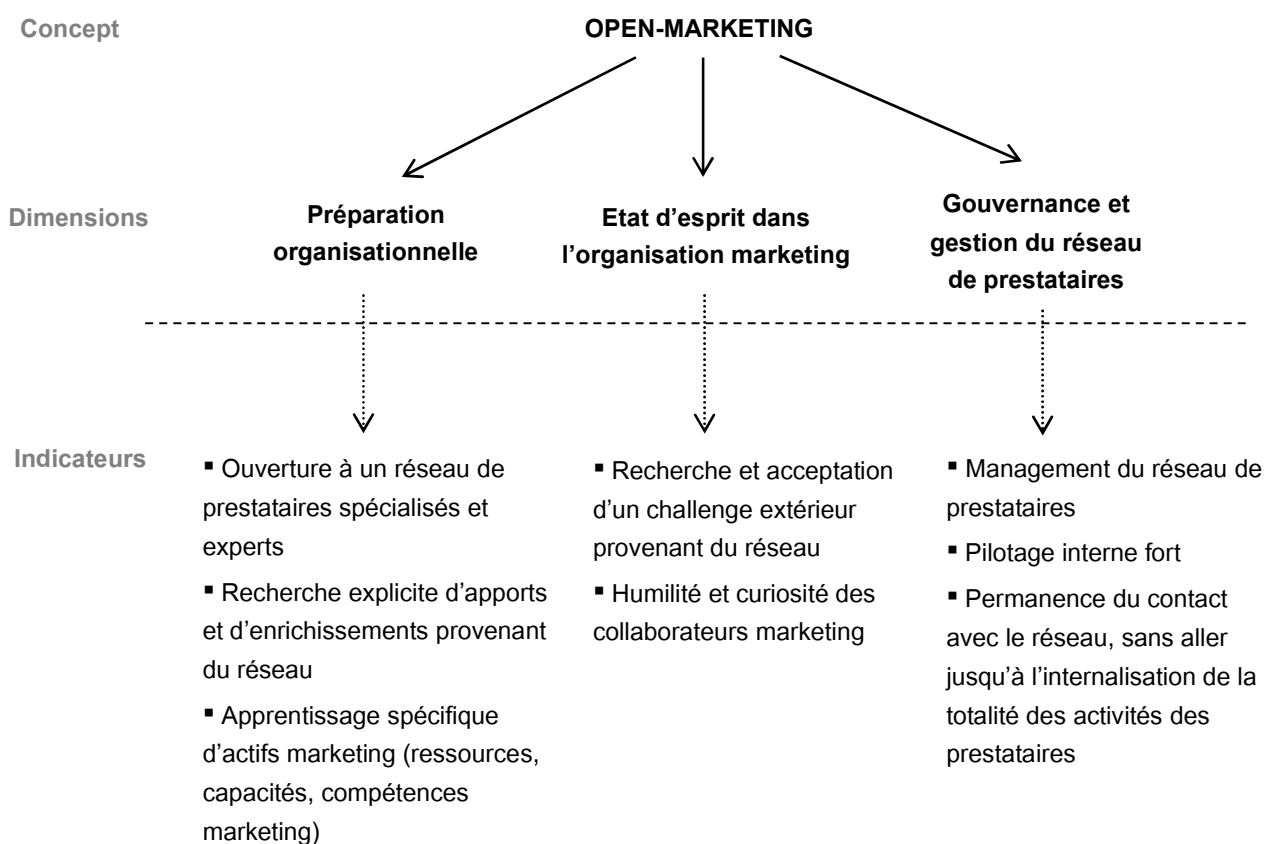 Concept
OPEN-MARKETING
Dimensions
Préparation
organisationnelle
Etat d'esprit dans
l'organisation marketing
Gouvernance et
gestion du réseau
de prestataires
Indicateurs
▪ Ouverture à un réseau de
prestataires spécialisés et
experts
▪ Recherche explicite d'apports
et d'enrichissements provenant
du réseau
▪ Apprentissage spécifique
d'actifs marketing (ressources,
capacités, compétences
marketing)
▪ Recherche et acceptation
d'un challenge extérieur
provenant du réseau
▪ Humilité et curiosité des
collaborateurs marketing
▪ Management du réseau de
prestataires
▪ Pilotage interne fort
▪ Permanence du contact
avec le réseau, sans aller
jusqu'à l'internalisation de la
totalité des activités des
prestataires